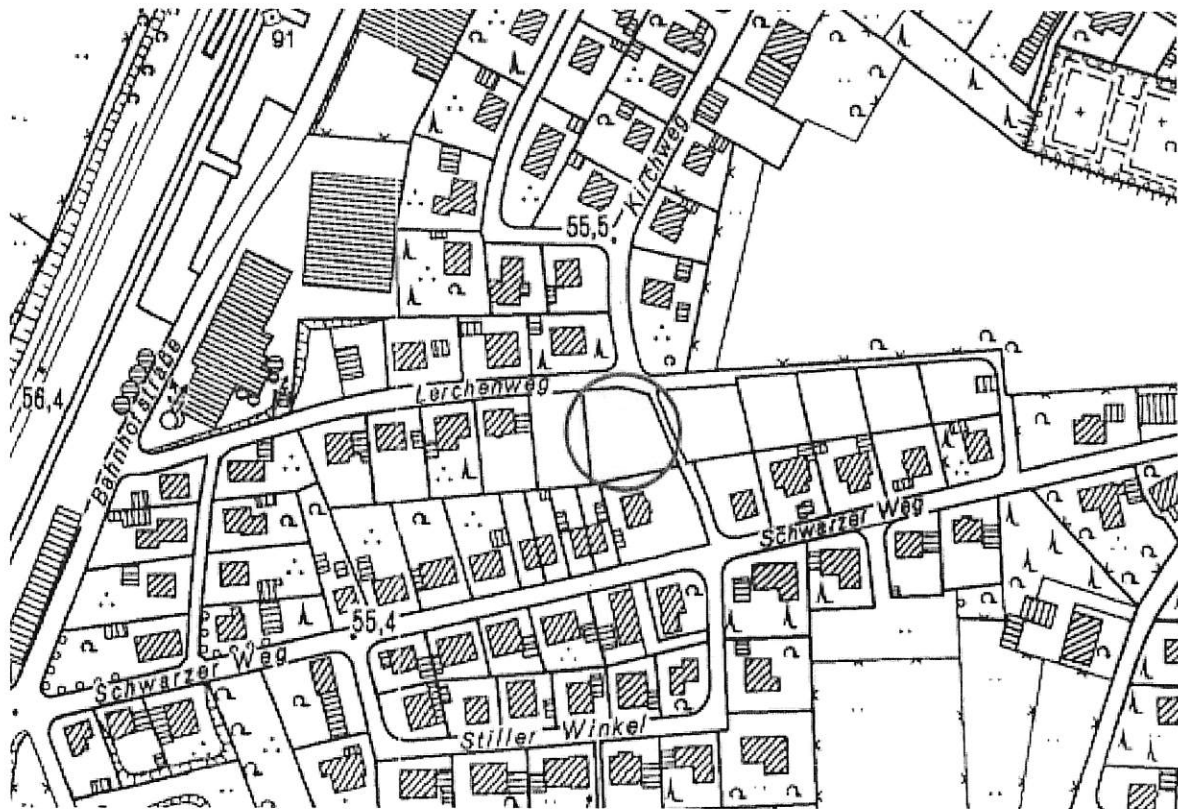 91
Kirchweg
55,5
56,4
Bahnhofstraße
Lerchenweg
Schwarzer Weg
55,4
Schwarzer Weg
Stiller Winkel